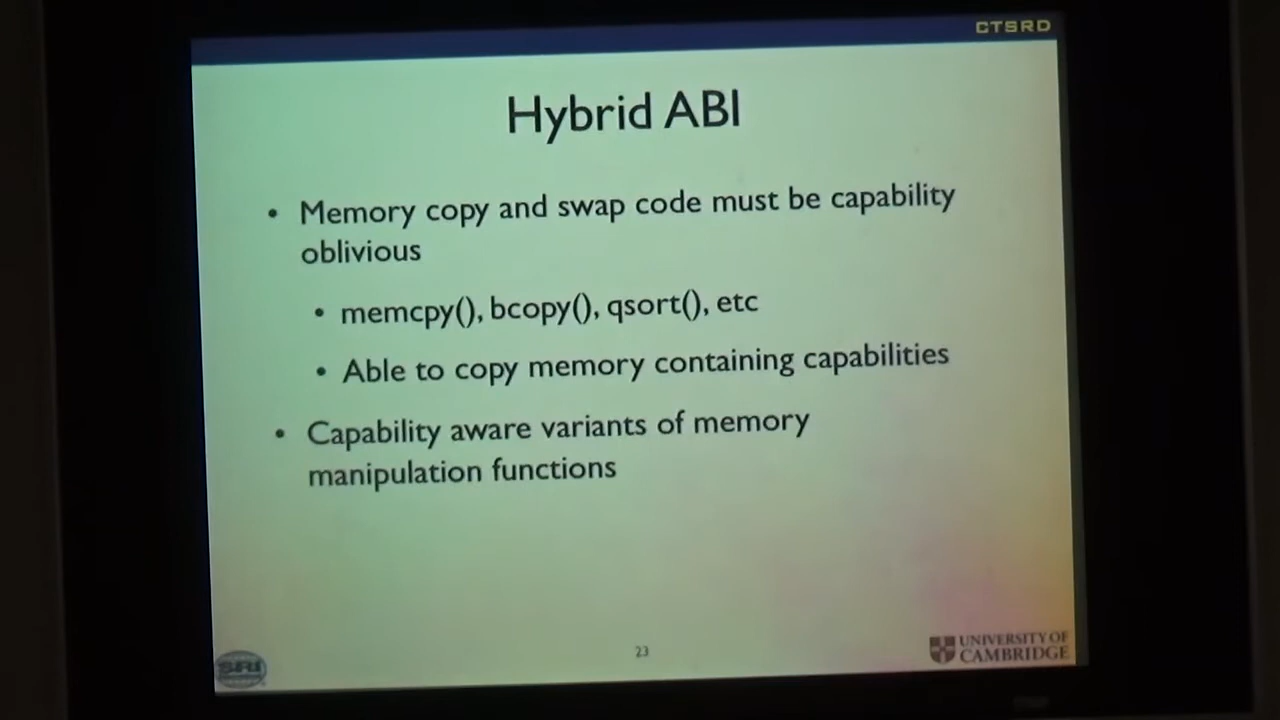 CTSRD
Hybrid ABI
• Memory copy and swap code must be capability
oblivious
• memcpy(), bcopy(), qsort(), etc
• Able to copy memory containing capabilities
• Capability aware variants of memory
manipulation functions
SRI
23
UNIVERSITY OF
CAMBRIDGE